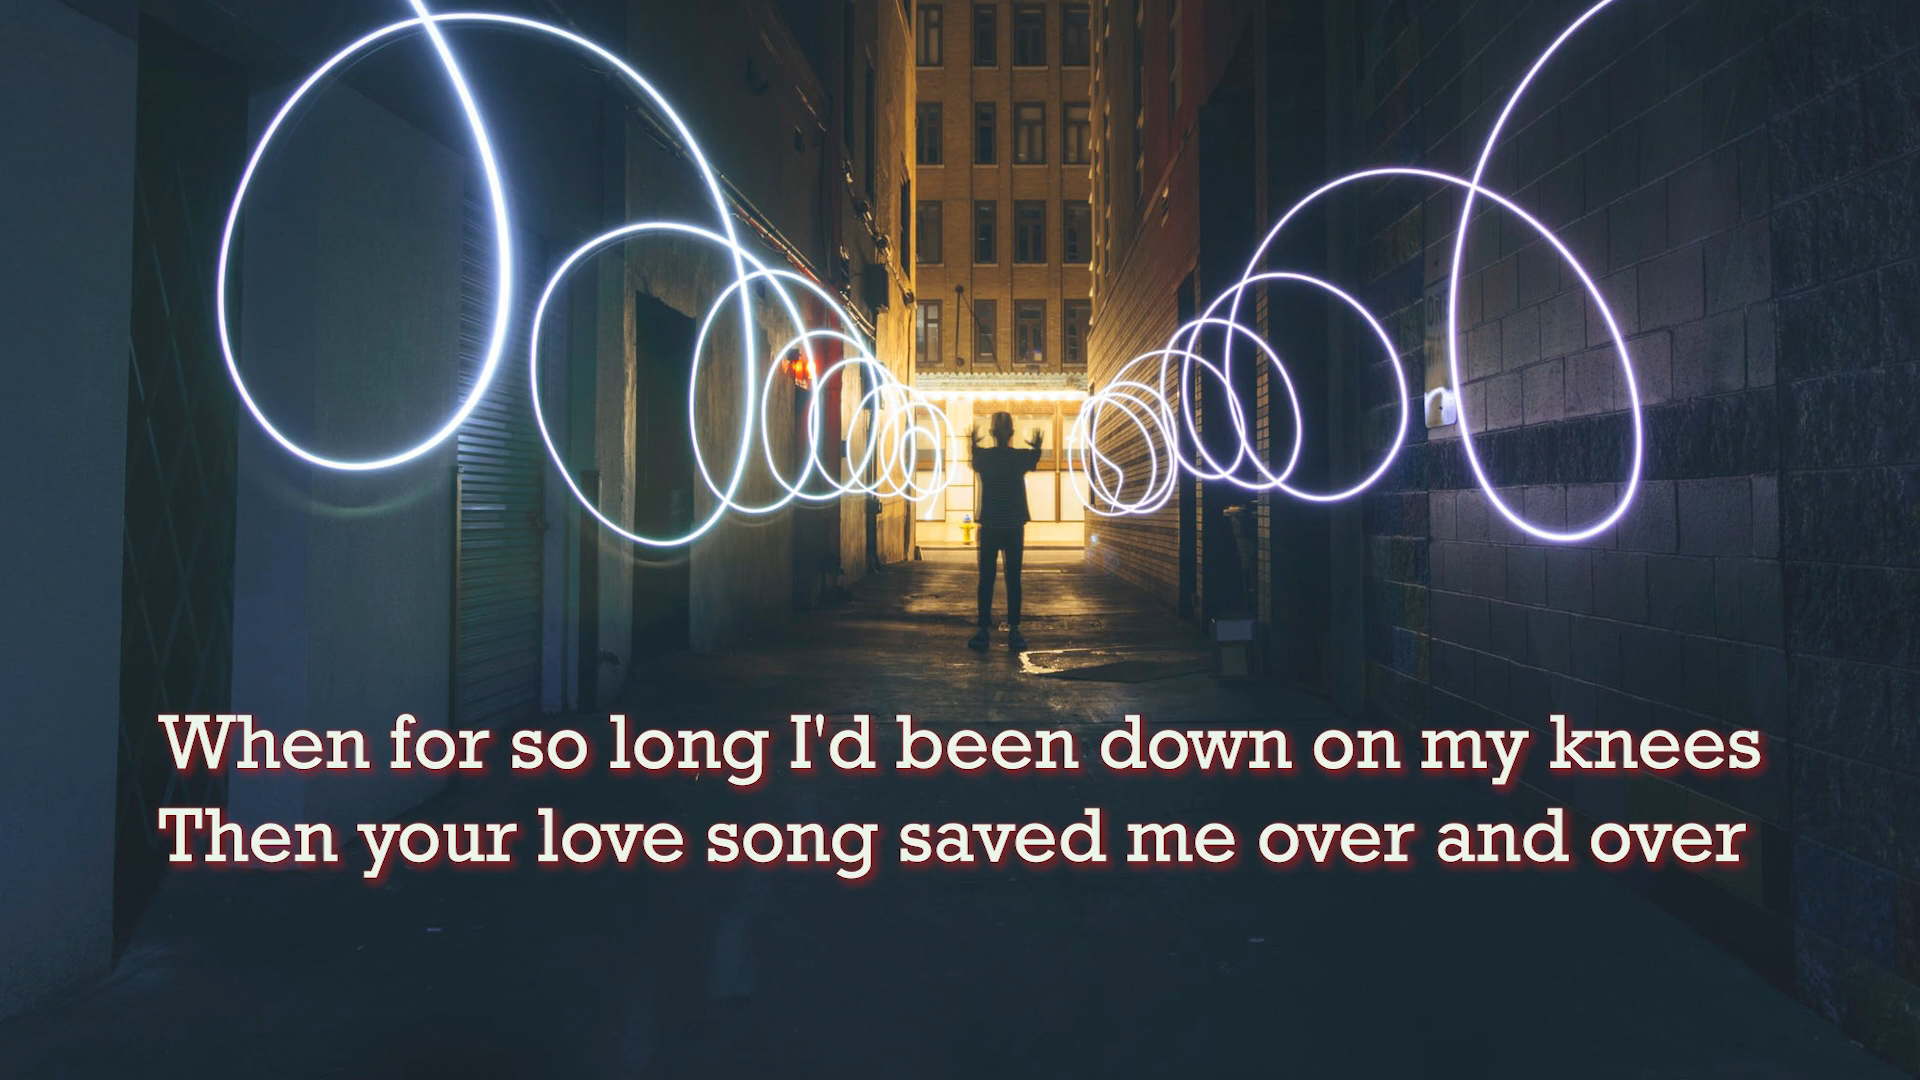 When for so long I'd been down on my knees
Then your love song saved me over and over